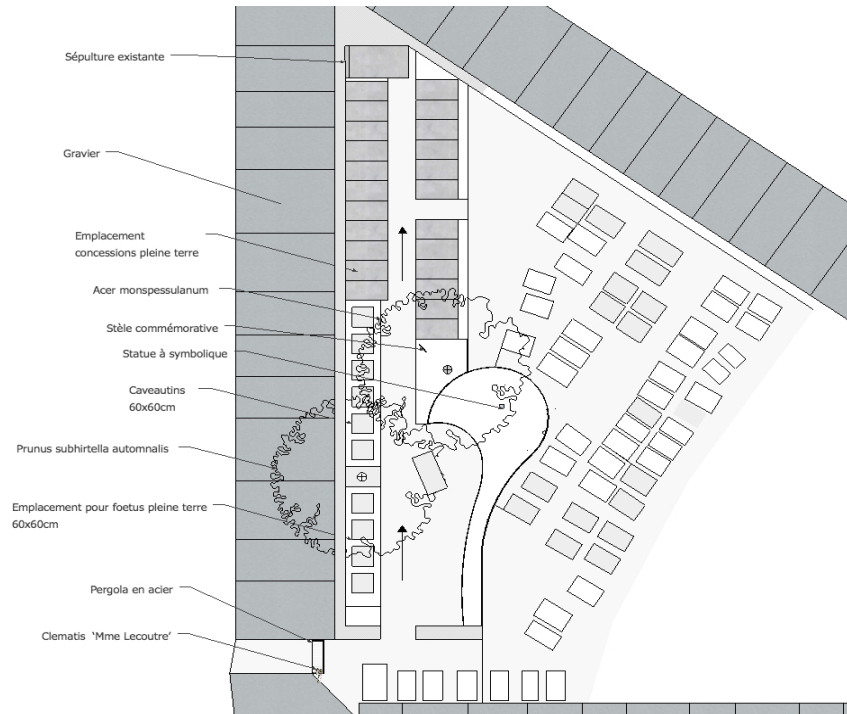 Sépulture existante
Gravier
Emplacement
concessions pleine terre
Acer monspessulanum
Stèle commémorative
Statue à symbolique
Caveautins
60x60cm
Prunus subhirtella automnalis
Emplacement pour foetus pleine terre
60x60cm
Pergola en acier
Clematis 'Mme Lecoutre'